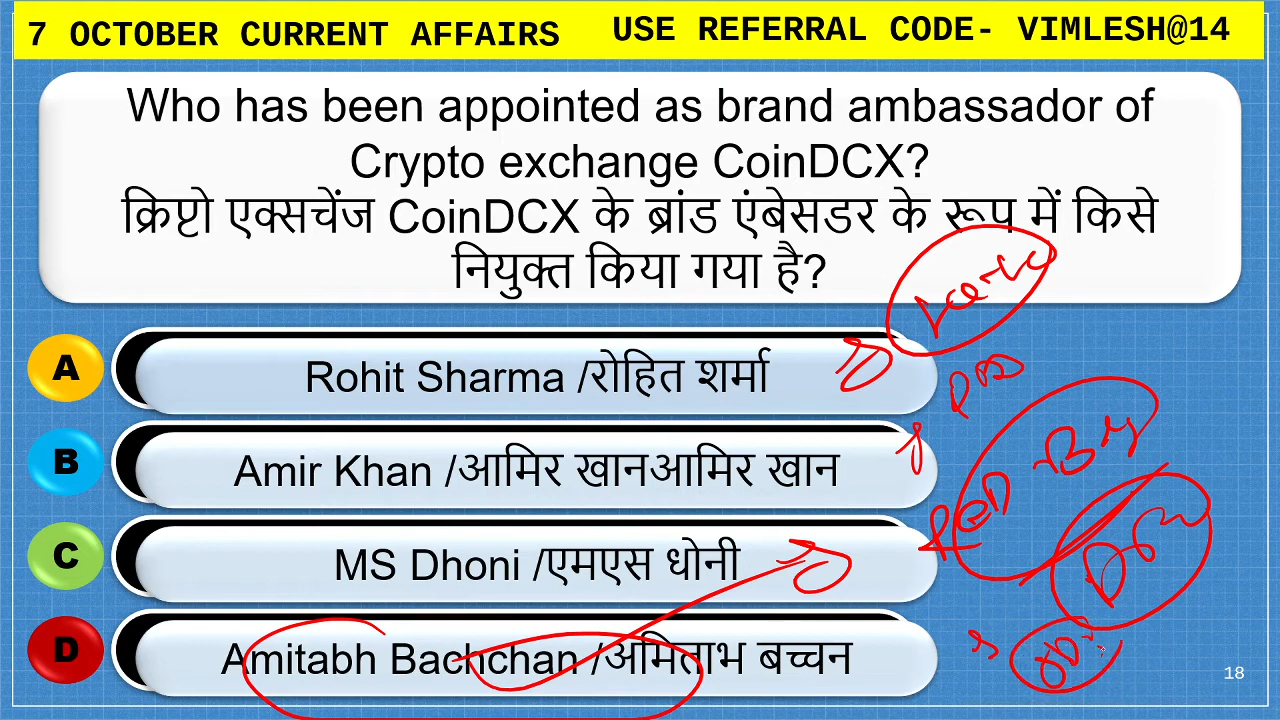 7 OCTOBER CURRENT AFFAIRS
USE REFERRAL CODE- VIMLESH@14
Who has been appointed as brand ambassador of
Crypto exchange CoinDCX?
क्रिप्टो एक्सचेंज CoinDCX के ब्रांड एंबेसडर के रूप में किसे
नियुक्त किया गया है?
A Rohit Sharma /रोहित शर्मा
B Amir Khan /आमिर खानआमिर खान
C MS Dhoni /एमएस धोनी
D Amitabh Bachchan /अमिताभ बच्चन
18